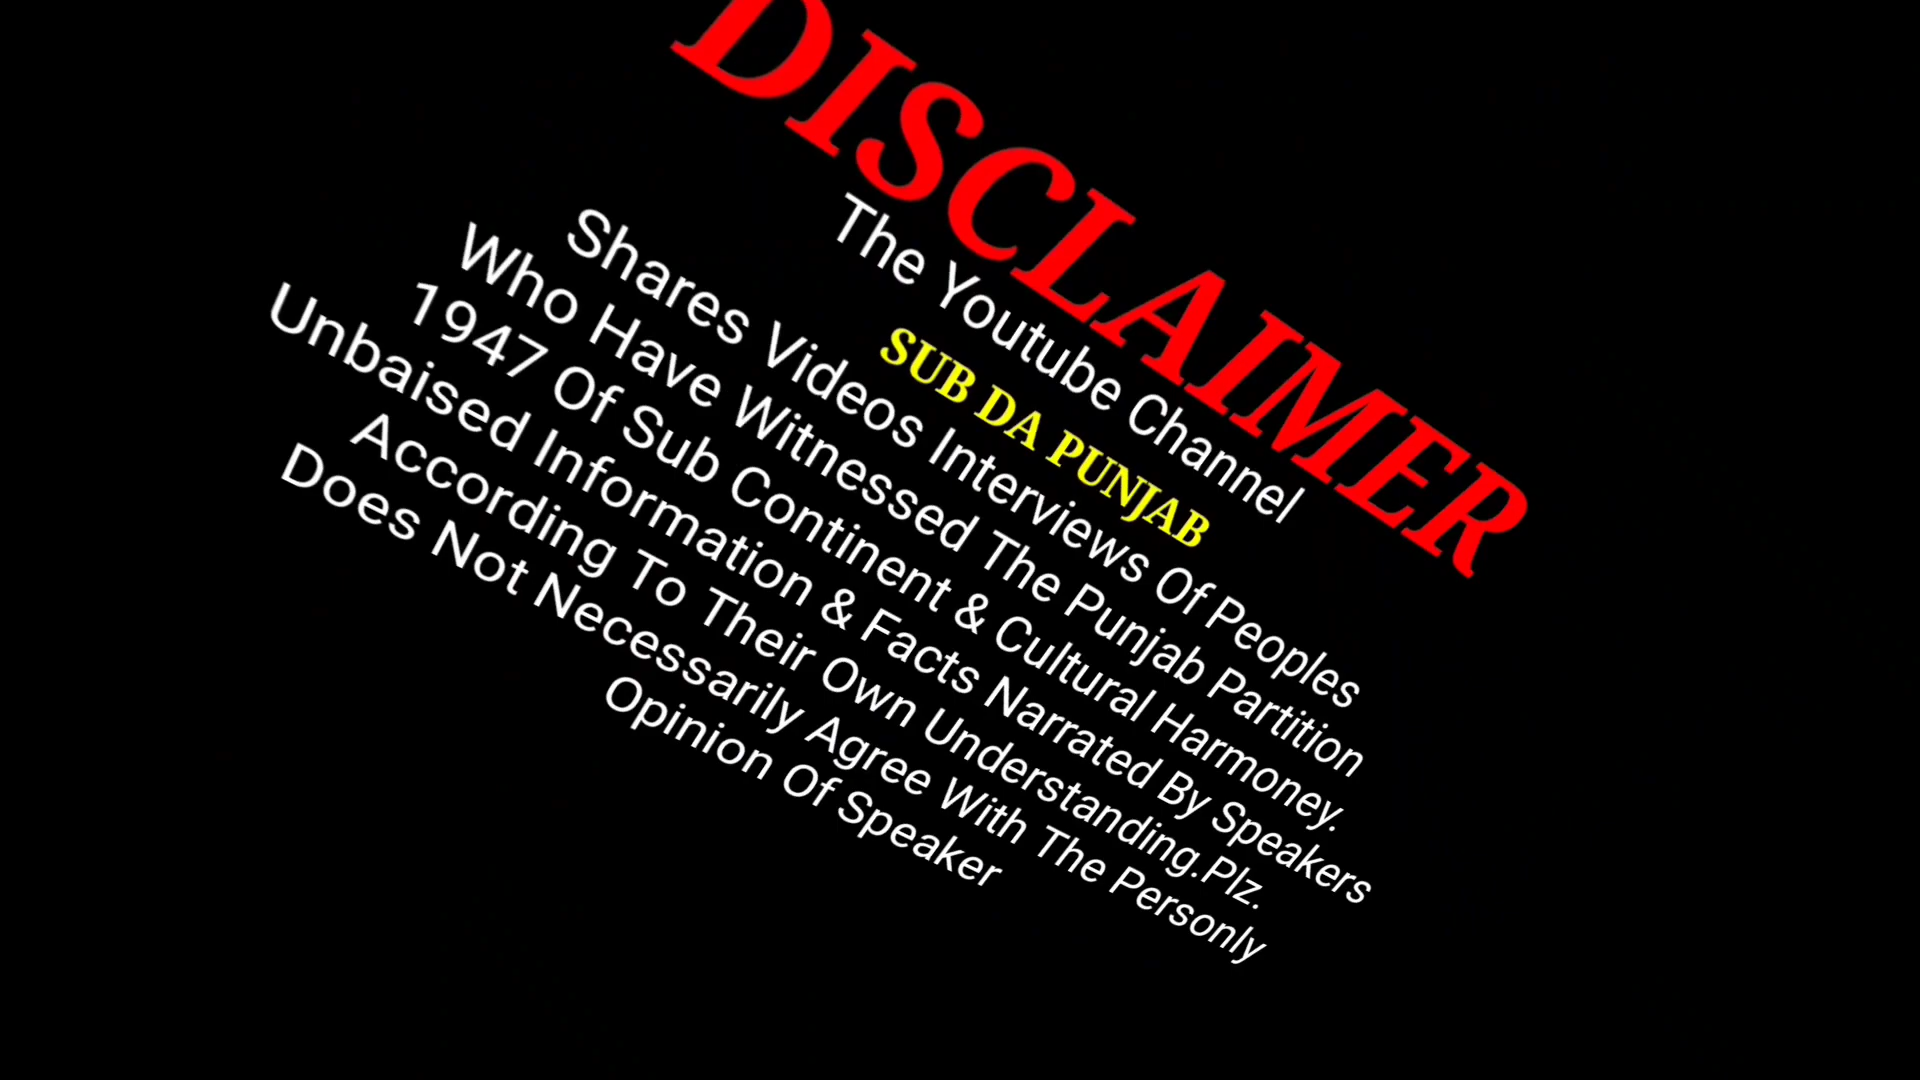 DISCLAIMER
The Youtube Channel
SUB DA PUNJAB
Shares Videos Interviews Of Peoples
Who Have Witnessed The Punjab Partition
1947 Of Sub Continent & Cultural Harmoney.
Unbaised Information & Facts Narrated By Speakers
According To Their Own Understanding.Plz.
Does Not Necessarily Agree With The Personly
Opinion Of Speaker